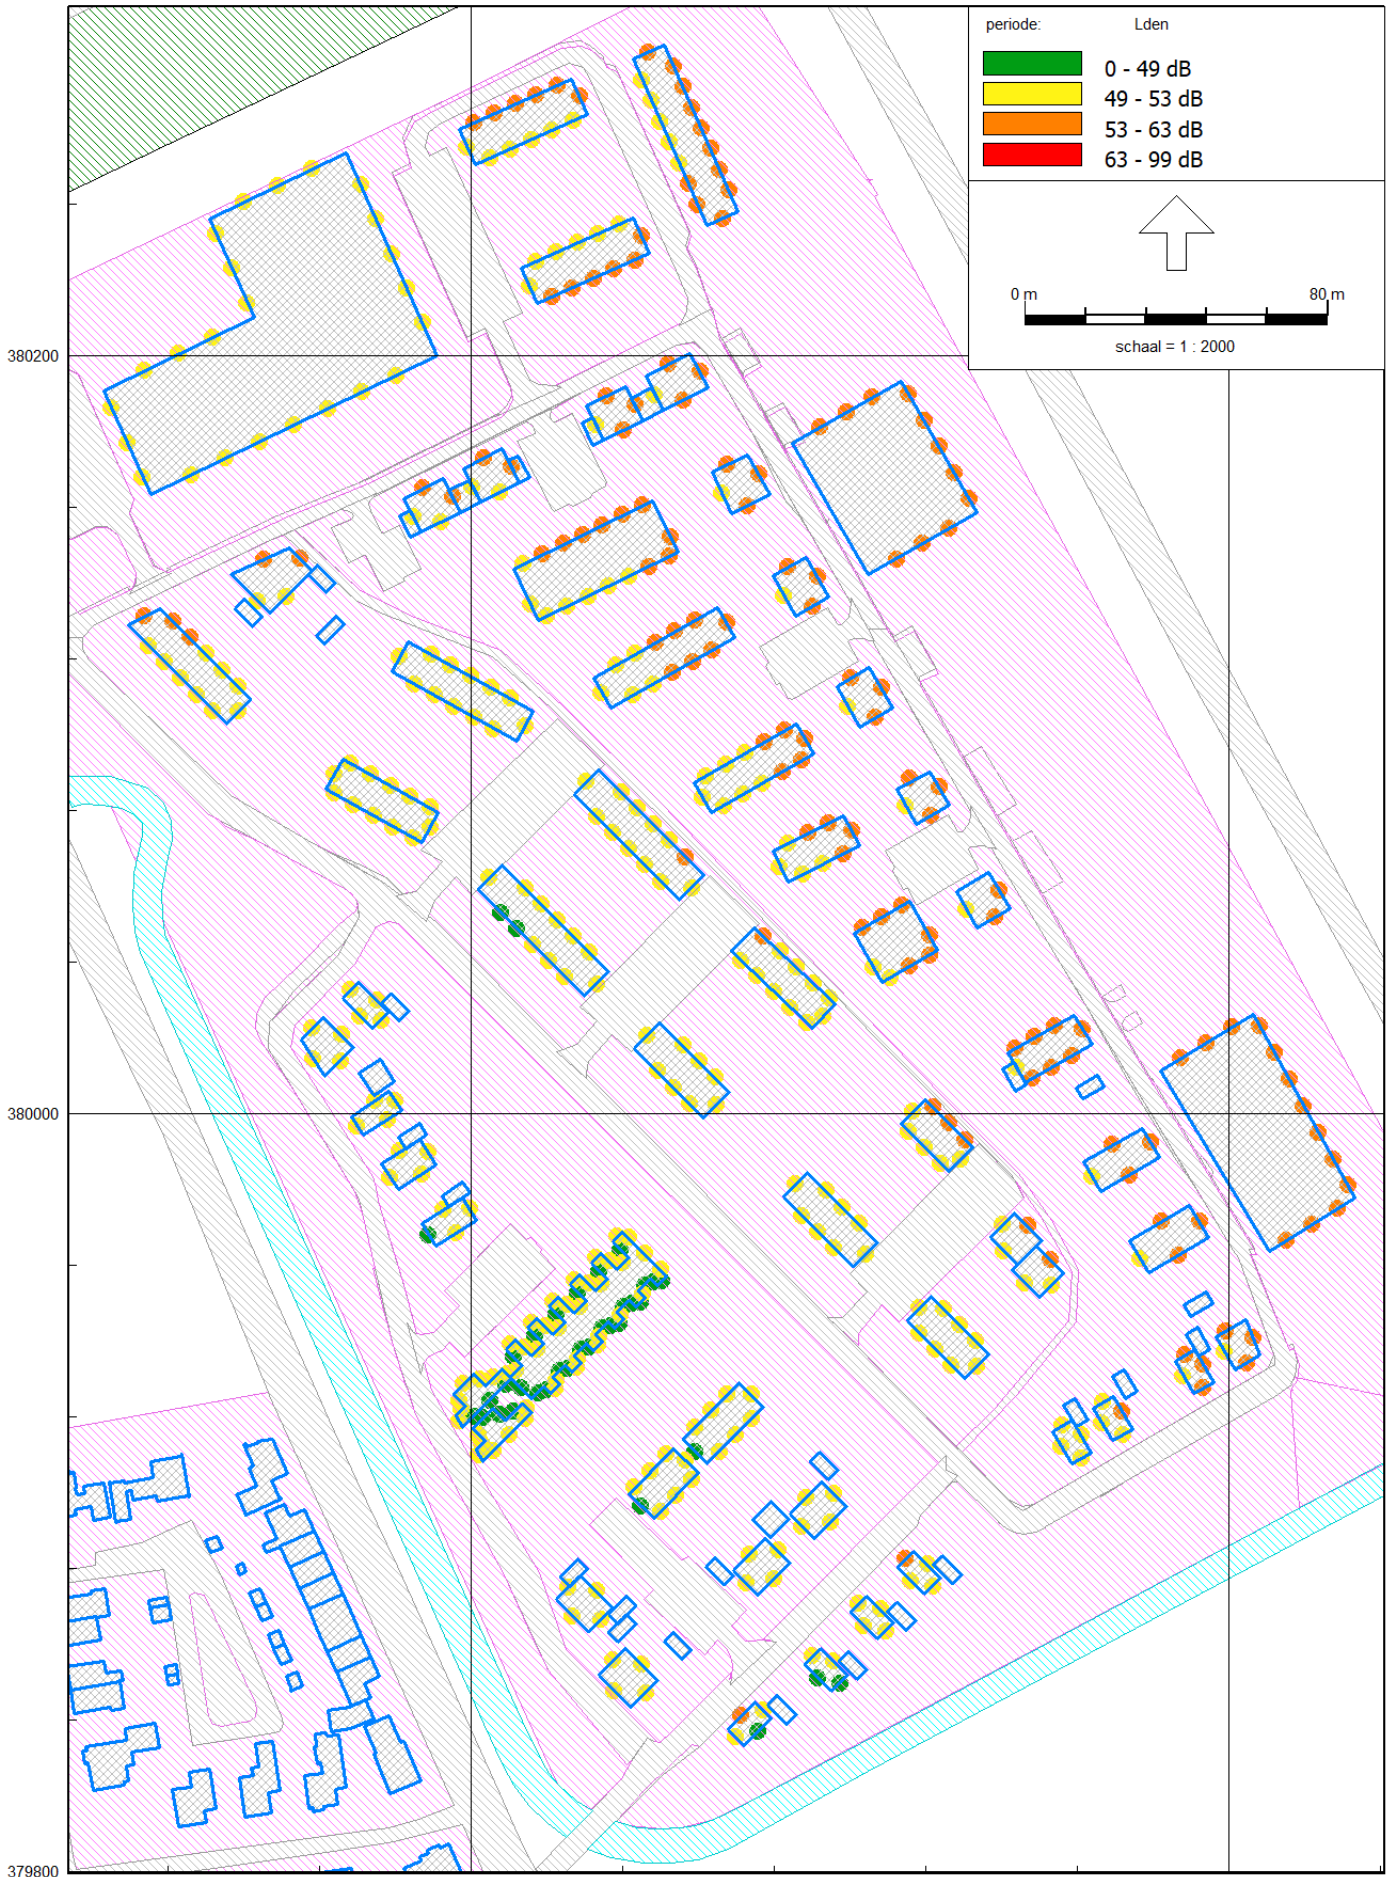 periode: Lden
0 - 49 dB
49 - 53 dB
53 - 63 dB
63 - 99 dB
0 m 80 m
schaal = 1 : 2000
380200
380000
379800